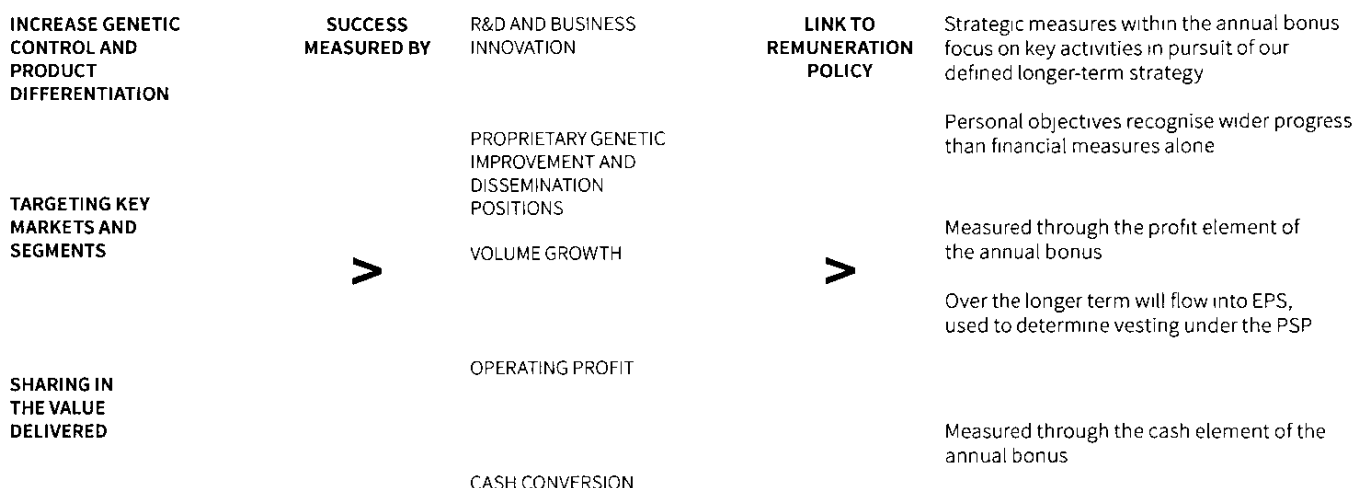 INCREASE GENETIC
CONTROL AND
PRODUCT
DIFFERENTIATION
TARGETING KEY
MARKETS AND
SEGMENTS
SHARING IN
THE VALUE
DELIVERED
SUCCESS
MEASURED BY
>
R&D AND BUSINESS
INNOVATION
PROPRIETARY GENETIC
IMPROVEMENT AND
DISSEMINATION
POSITIONS
VOLUME GROWTH
OPERATING PROFIT
CASH CONVERSION
LINK TO
REMUNERATION
POLICY
>
Strategic measures within the annual bonus
focus on key activities in pursuit of our
defined longer-term strategy
Personal objectives recognise wider progress
than financial measures alone
Measured through the profit element of
the annual bonus
Over the longer term will flow into EPS,
used to determine vesting under the PSP
Measured through the cash element of the
annual bonus